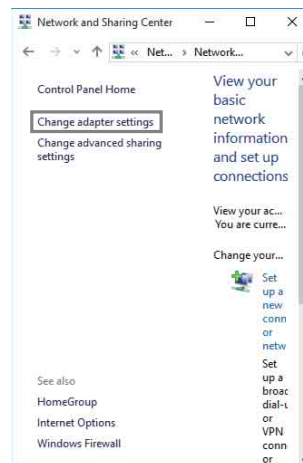 Network and Sharing Center
« Net... › Network...
Control Panel Home
Change adapter settings
Change advanced sharing
settings
See also
HomeGroup
Internet Options
Windows Firewall
View your
basic
network
information
and set up
connections
View your ac...
You are curre...
Change your...
Set
up a
new
conn
or
netw
Set
up a
broad
dial-u
or
VPN
conn
or